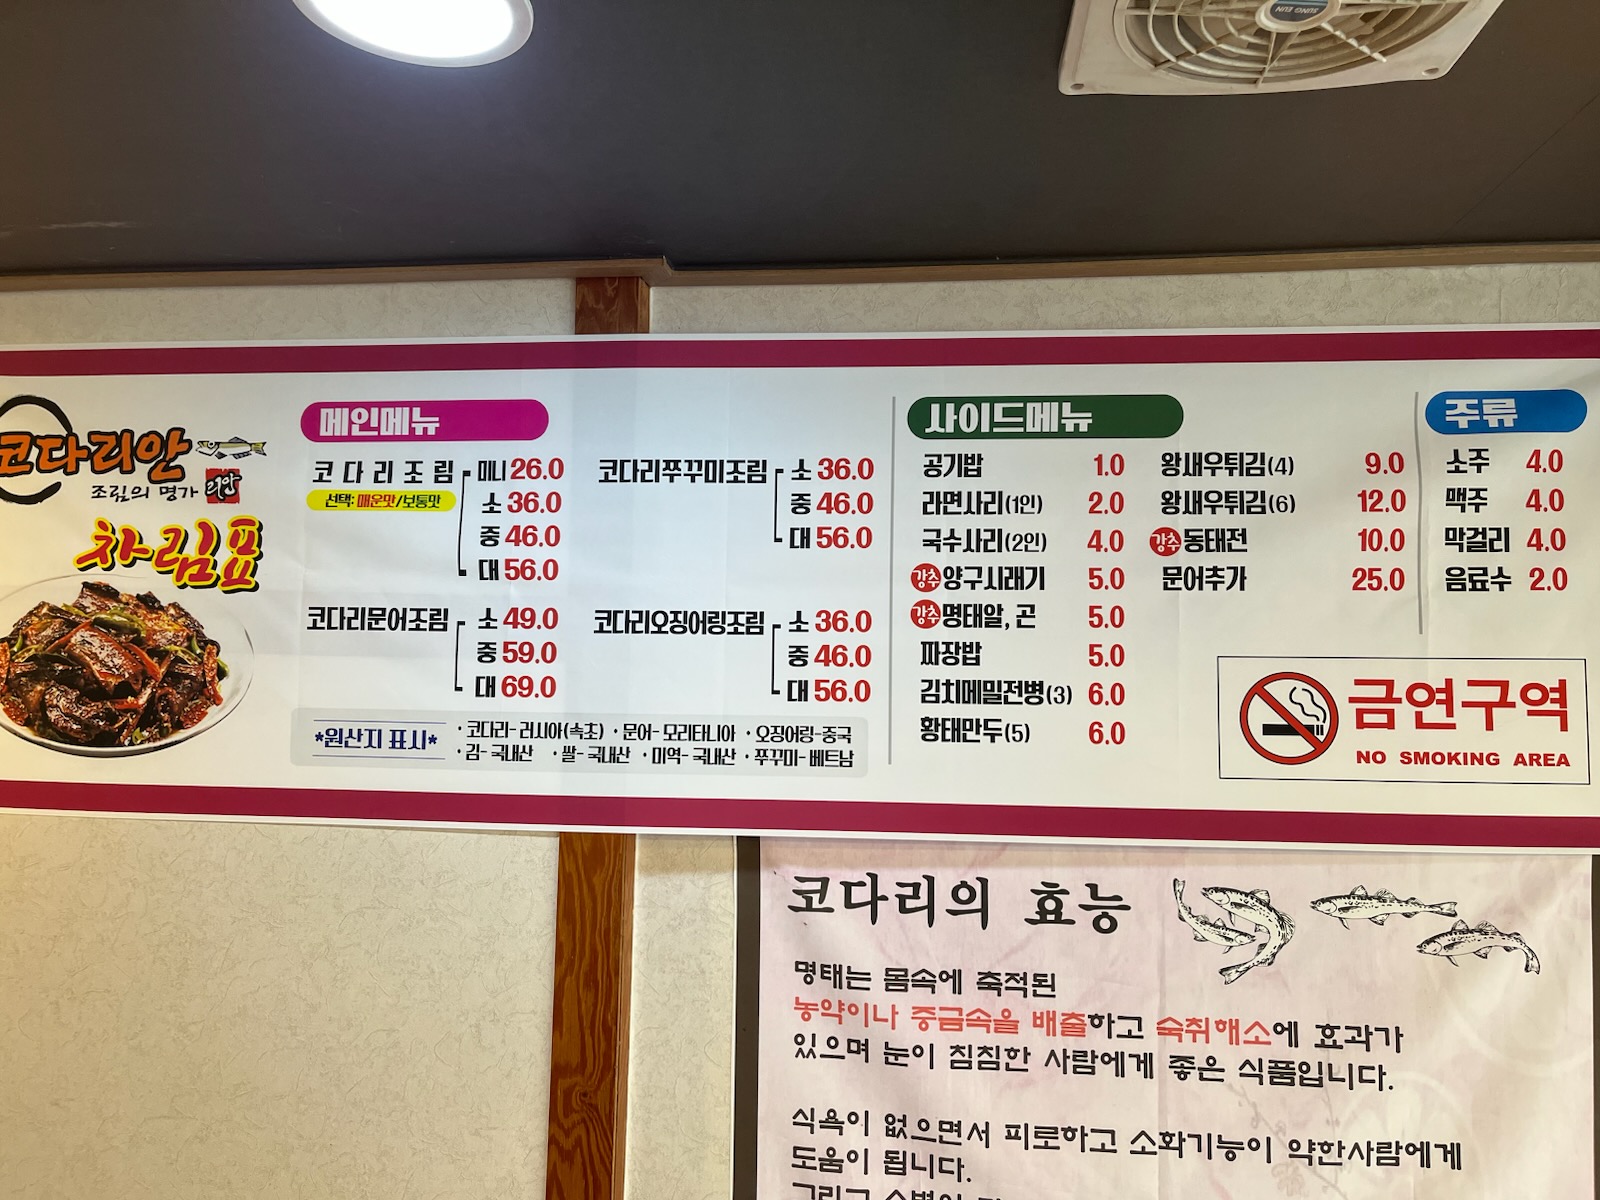 SUNG EUN
코다리안
조림의 명가 리안
차림표
메인메뉴
코다리조림 미니 26.0
선택: 매운맛/보통맛
소 36.0
중 46.0
대 56.0
코다리쭈꾸미조림 소 36.0
중 46.0
대 56.0
코다리문어조림 소 49.0
중 59.0
대 69.0
코다리오징어링조림 소 36.0
중 46.0
대 56.0
*원산지 표시*
·코다리-러시아(속초) ·문어-모리타니아 ·오징어링-중국
·김-국내산 ·쌀-국내산 ·미역-국내산 ·쭈꾸미-베트남
사이드메뉴
공기밥 1.0
라면사리(1인) 2.0
국수사리(2인) 4.0
강추 양구시래기 5.0
강추 명태알, 곤 5.0
짜장밥 5.0
김치메밀전병(3) 6.0
황태만두(5) 6.0
왕새우튀김(4) 9.0
왕새우튀김(6) 12.0
강추 동태전 10.0
문어추가 25.0
주류
소주 4.0
맥주 4.0
막걸리 4.0
음료수 2.0
금연구역
NO SMOKING AREA
코다리의 효능
명태는 몸속에 축적된
농약이나 중금속을 배출하고 숙취해소에 효과가
있으며 눈이 침침한 사람에게 좋은 식품입니다.
식욕이 없으면서 피로하고 소화기능이 약한사람에게
도움이 됩니다.